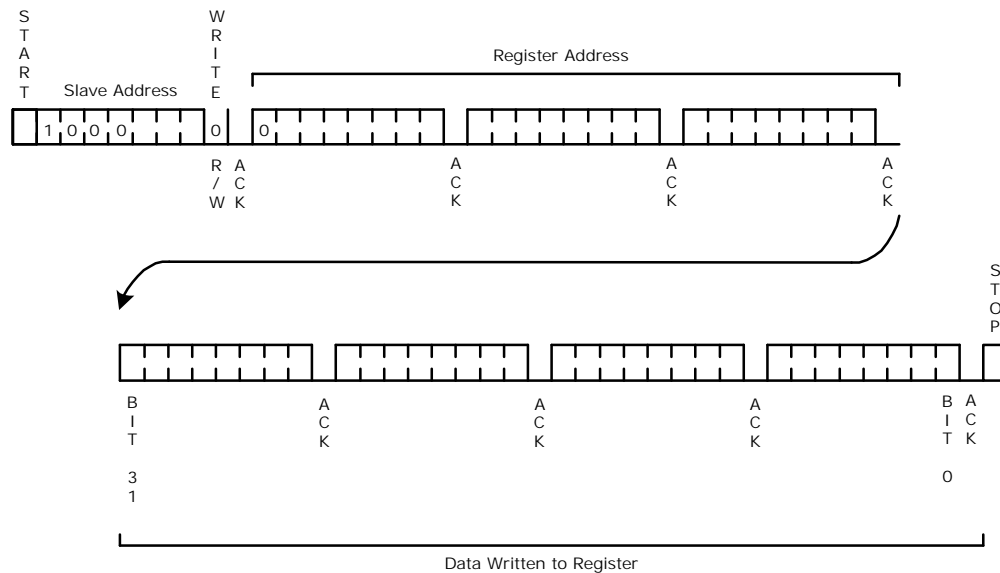 START
WRITE
Register Address
Slave Address
1 0 0 0
0
0
R/W
ACK
ACK
ACK
ACK
STOP
BIT 31
ACK
ACK
ACK
BIT 0
ACK
Data Written to Register